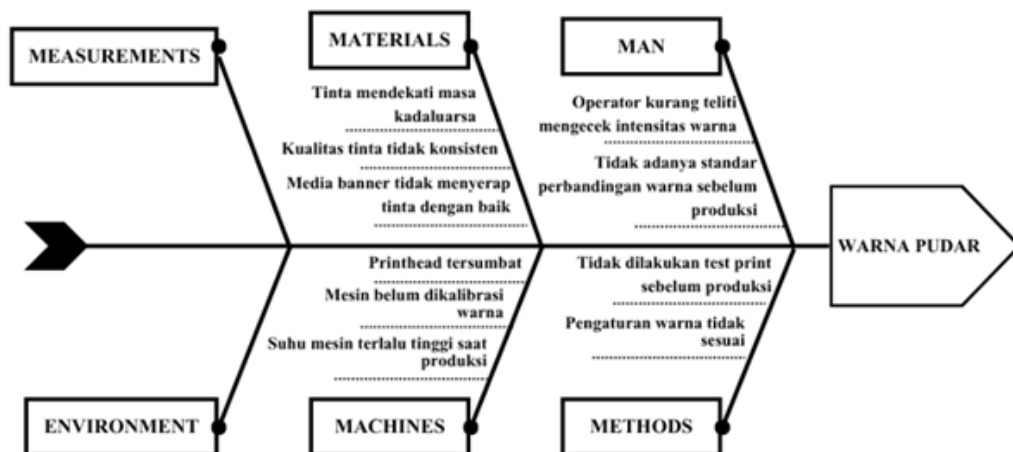 MEASUREMENTS
MATERIALS
MAN
Tinta mendekati masa
kadaluarsa
Kualitas tinta tidak konsisten
Media banner tidak menyerap
tinta dengan baik
Operator kurang teliti
mengecek intensitas warna
Tidak adanya standar
perbandingan warna sebelum
produksi
WARNA PUDAR
Printhead tersumbat
Mesin belum dikalibrasi
warna
Suhu mesin terlalu tinggi saat
produksi
Tidak dilakukan test print
sebelum produksi
Pengaturan warna tidak
sesuai
ENVIRONMENT
MACHINES
METHODS